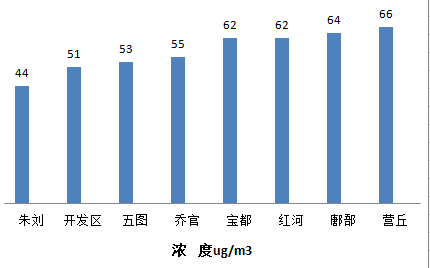 44 51 53 55 62 62 64 66
朱刘 开发区 五图 乔官 宝都 红河 鄌郚 营丘
浓 度ug/m3